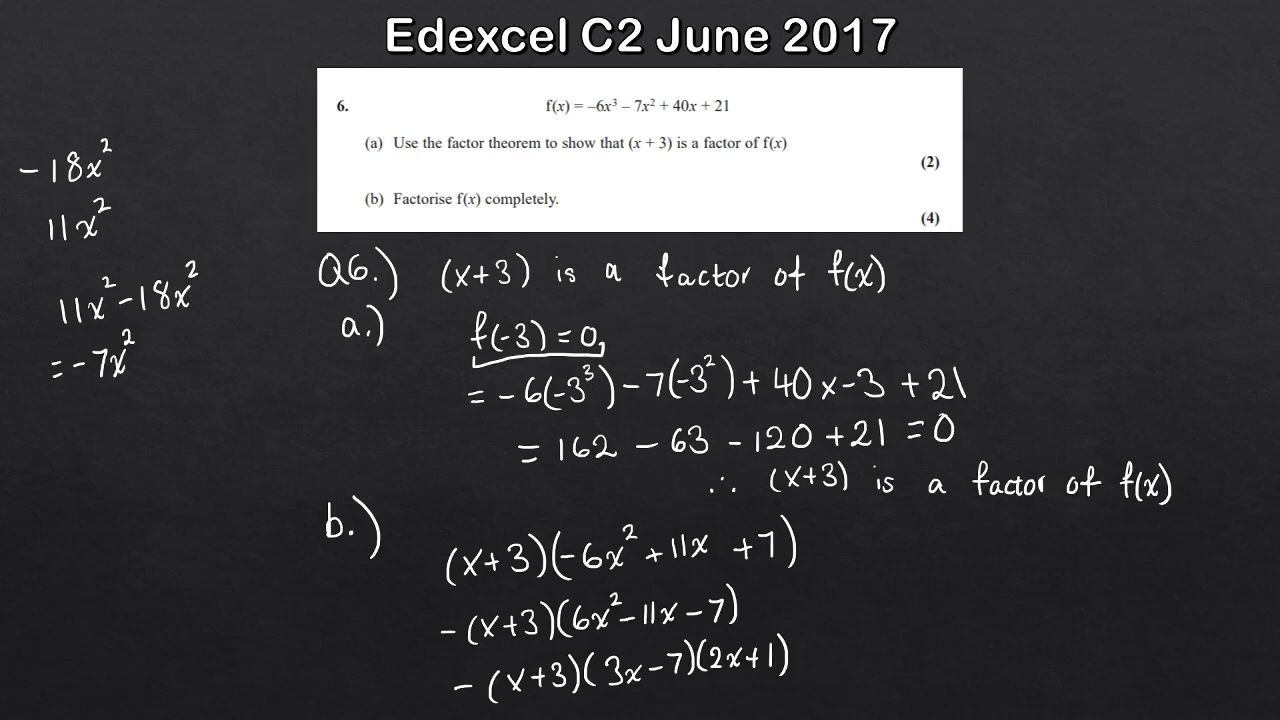 Edexcel C2 June 2017
6. f(x) = –6x³ – 7x² + 40x + 21
(a) Use the factor theorem to show that (x + 3) is a factor of f(x)
(2)
(b) Factorise f(x) completely.
(4)
-18x²
11x²
11x²-18x²
=-7x²
Q6.) (x+3) is a factor of f(x)
a.)
f(-3) = 0,
= -6(-3³) - 7(-3²) + 40 x -3 + 21
= 162 - 63 - 120 + 21 = 0
∴ (x+3) is a factor of f(x)
b.)
(x+3)(-6x² + 11x + 7)
-(x+3)(6x² - 11x - 7)
-(x+3)(3x-7)(2x+1)